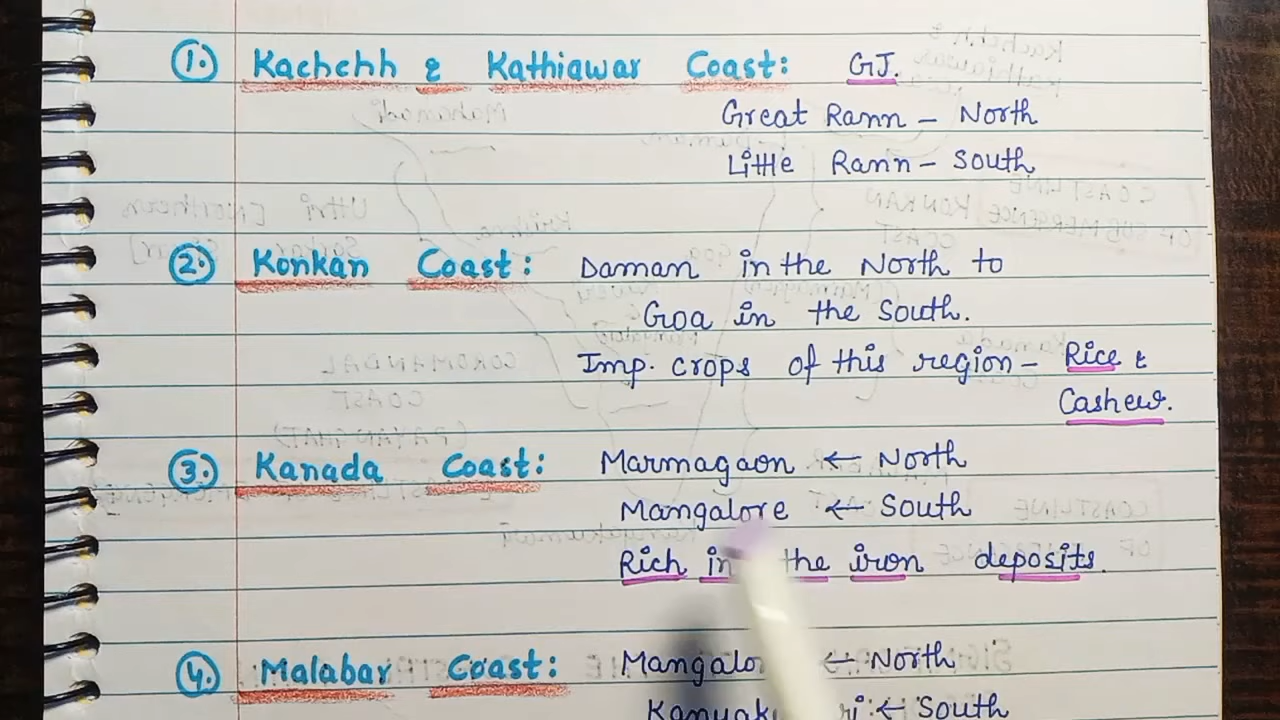 1. Kachchh & Kathiawar Coast: GJ.
Great Rann - North
Little Rann - South
2. Konkan Coast: Daman in the North to
Goa in the South.
Imp. crops of this region - Rice &
Cashew.
3. Kanada Coast: Marmagaon ← North
Mangalore ← South
Rich in the iron deposits.
4. Malabar Coast: ← North
← South